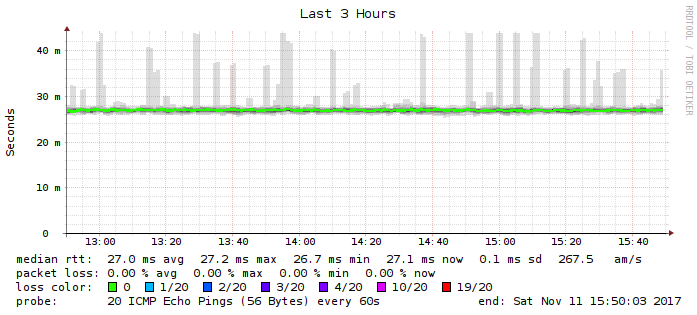 Last 3 Hours
RRDTOOL / TOBI OETIKER
Seconds
40 m
30 m
20 m
10 m
0
13:00 13:20 13:40 14:00 14:20 14:40 15:00 15:20 15:40
median rtt: 27.0 ms avg 27.2 ms max 26.7 ms min 27.1 ms now 0.1 ms sd 267.5 am/s
packet loss: 0.00 % avg 0.00 % max 0.00 % min 0.00 % now
loss color: 0 1/20 2/20 3/20 4/20 10/20 19/20
probe: 20 ICMP Echo Pings (56 Bytes) every 60s end: Sat Nov 11 15:50:03 2017